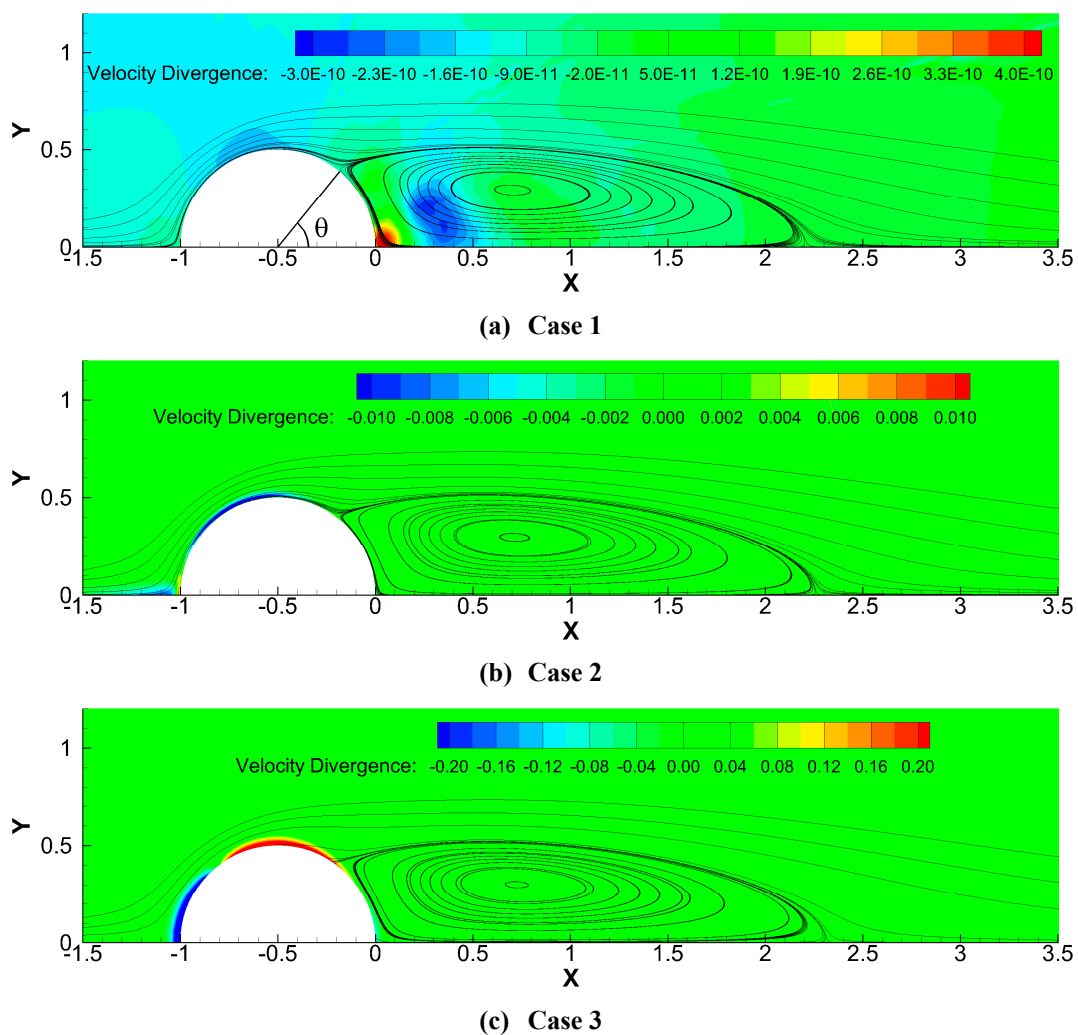 1
Velocity Divergence: -3.0E-10 -2.3E-10 -1.6E-10 -9.0E-11 -2.0E-11 5.0E-11 1.2E-10 1.9E-10 2.6E-10 3.3E-10 4.0E-10
Y
0.5
θ
0
-1.5 -1 -0.5 0 0.5 1 1.5 2 2.5 3 3.5
X
(a) Case 1
1
Velocity Divergence: -0.010 -0.008 -0.006 -0.004 -0.002 0.000 0.002 0.004 0.006 0.008 0.010
Y
0.5
0
-1.5 -1 -0.5 0 0.5 1 1.5 2 2.5 3 3.5
X
(b) Case 2
1
Velocity Divergence: -0.20 -0.16 -0.12 -0.08 -0.04 0.00 0.04 0.08 0.12 0.16 0.20
Y
0.5
0
-1.5 -1 -0.5 0 0.5 1 1.5 2 2.5 3 3.5
X
(c) Case 3